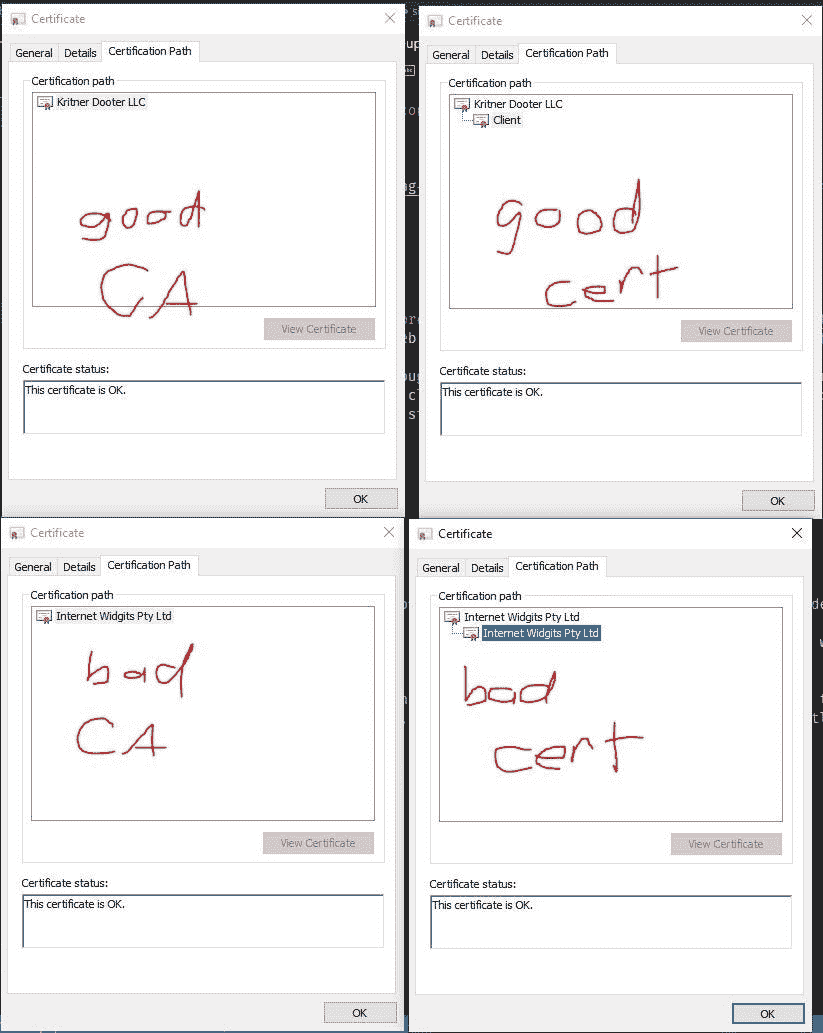 Certificate
General Details Certification Path
Certification path
Kritner Dooter LLC
good
CA
View Certificate
Certificate status:
This certificate is OK.
OK
Certificate
General Details Certification Path
Certification path
Kritner Dooter LLC
Client
good
cert
View Certificate
Certificate status:
This certificate is OK.
OK
Certificate
General Details Certification Path
Certification path
Internet Widgits Pty Ltd
bad
CA
View Certificate
Certificate status:
This certificate is OK.
OK
Certificate
General Details Certification Path
Certification path
Internet Widgits Pty Ltd
Internet Widgits Pty Ltd
bad
cert
View Certificate
Certificate status:
This certificate is OK.
OK